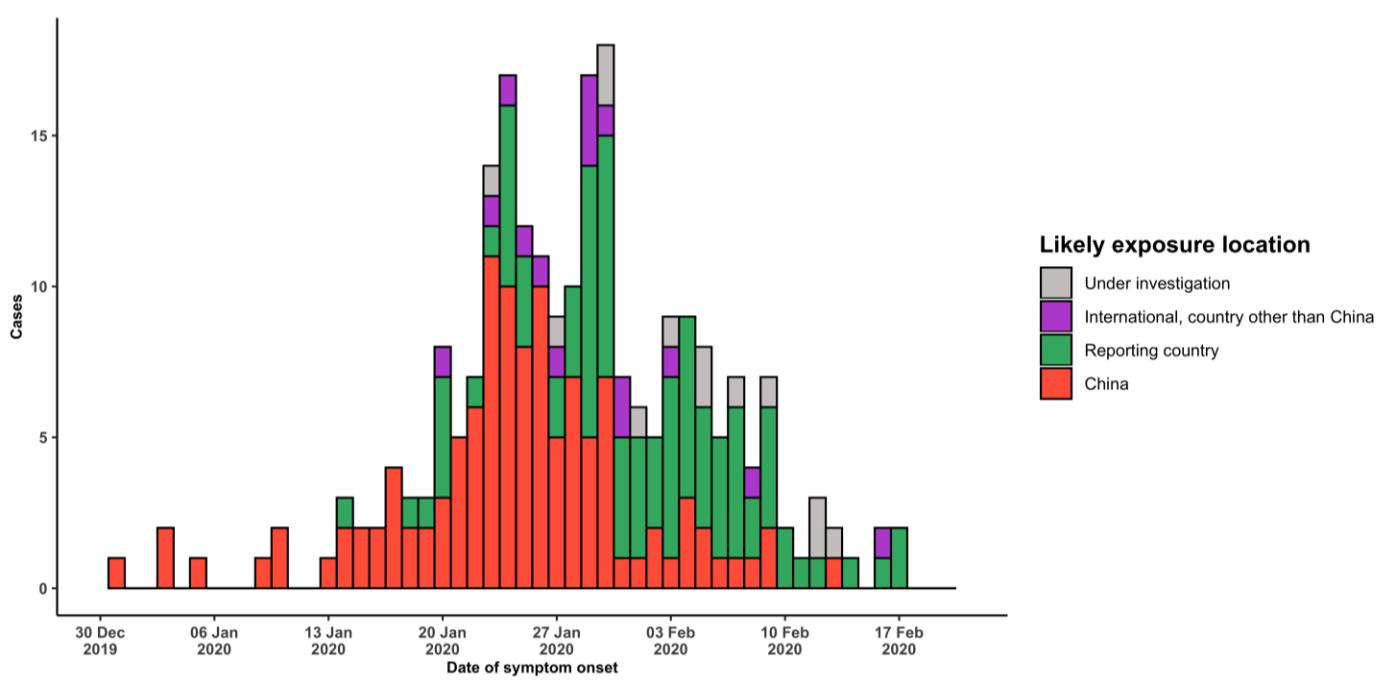 15
10
5
0
Cases
30 Dec
2019
06 Jan
2020
13 Jan
2020
20 Jan
2020
27 Jan
2020
03 Feb
2020
10 Feb
2020
17 Feb
2020
Date of symptom onset
Likely exposure location
Under investigation
International, country other than China
Reporting country
China